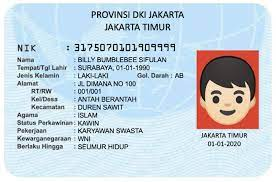 PROVINSI DKI JAKARTA
JAKARTA TIMUR
NIK : 3175070101909999
Nama : BILLY BUMBLEBEE SIFULAN
Tempat/Tgl Lahir : SURABAYA, 01-01-1990
Jenis Kelamin : LAKI-LAKI Gol. Darah : AB
Alamat : JL DIMANA NO 100
RT/RW : 001/001
Kel/Desa : ANTAH BERANTAH
Kecamatan : DUREN SAWIT
Agama : ISLAM
Status Perkawinan : KAWIN
Pekerjaan : KARYAWAN SWASTA
Kewarganegaraan : WNI
Berlaku Hingga : SEUMUR HIDUP
JAKARTA TIMUR
01-01-2020